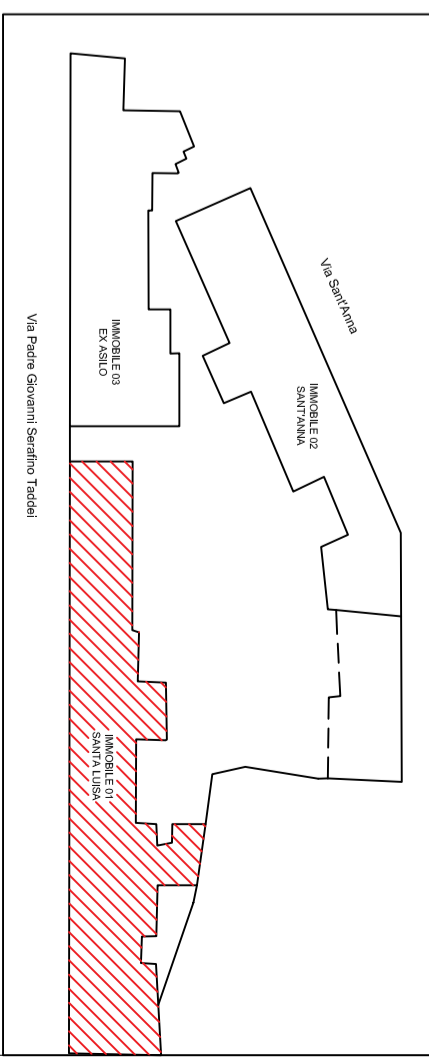 Via Sant'Anna
IMMOBILE 02
SANT'ANNA
IMMOBILE 03
EX ASILO
IMMOBILE 01
SANTA LUISA
Via Padre Giovanni Serafino Taddei